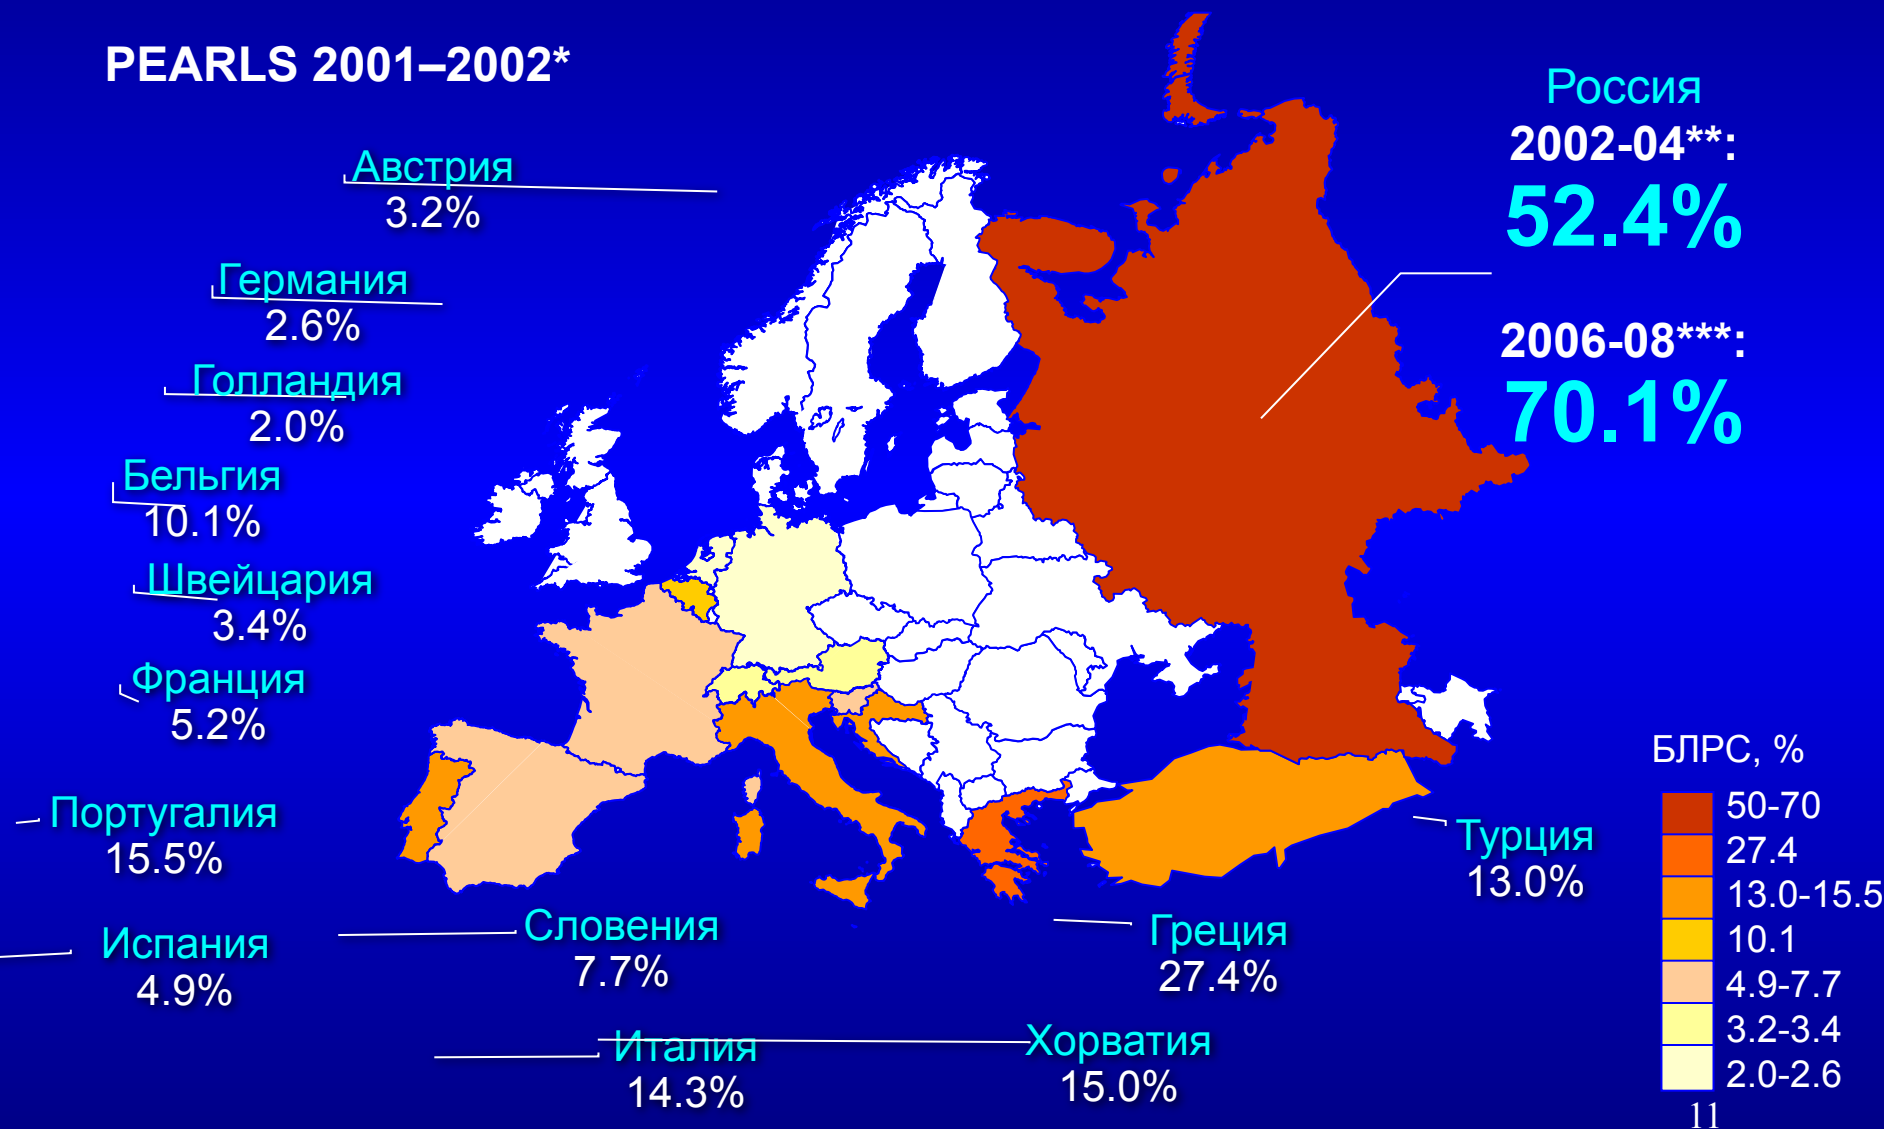 PEARLS 2001–2002*
Россия
2002-04**:
52.4%
2006-08***:
70.1%
Австрия
3.2%
Германия
2.6%
Голландия
2.0%
Бельгия
10.1%
Швейцария
3.4%
Франция
5.2%
Португалия
15.5%
Испания
4.9%
Словения
7.7%
Италия
14.3%
Хорватия
15.0%
Греция
27.4%
Турция
13.0%
БЛРС, %
50-70
27.4
13.0-15.5
10.1
4.9-7.7
3.2-3.4
2.0-2.6
11